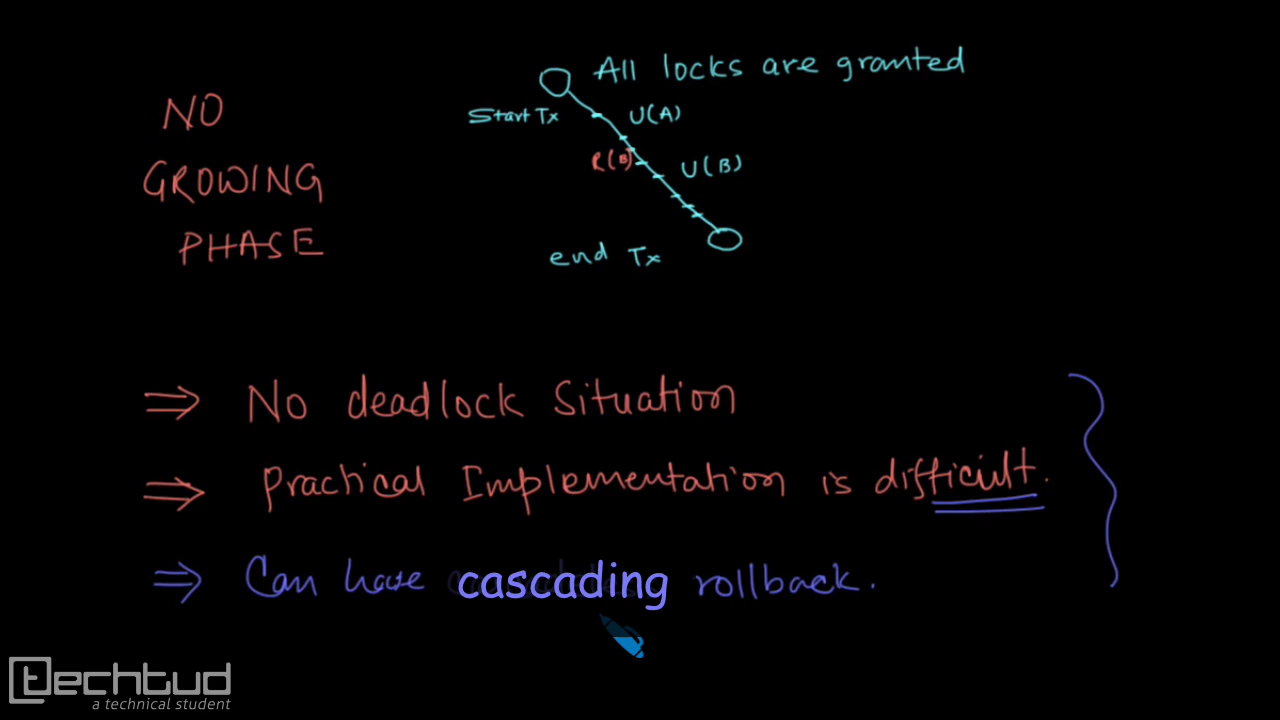 All locks are granted
NO
Start Tx U(A)
R(B) U(B)
GROWING
PHASE
end Tx
⇒ No deadlock Situation
⇒ Practical Implementation is difficult.
⇒ Can have cascading rollback.
techtud
a technical student